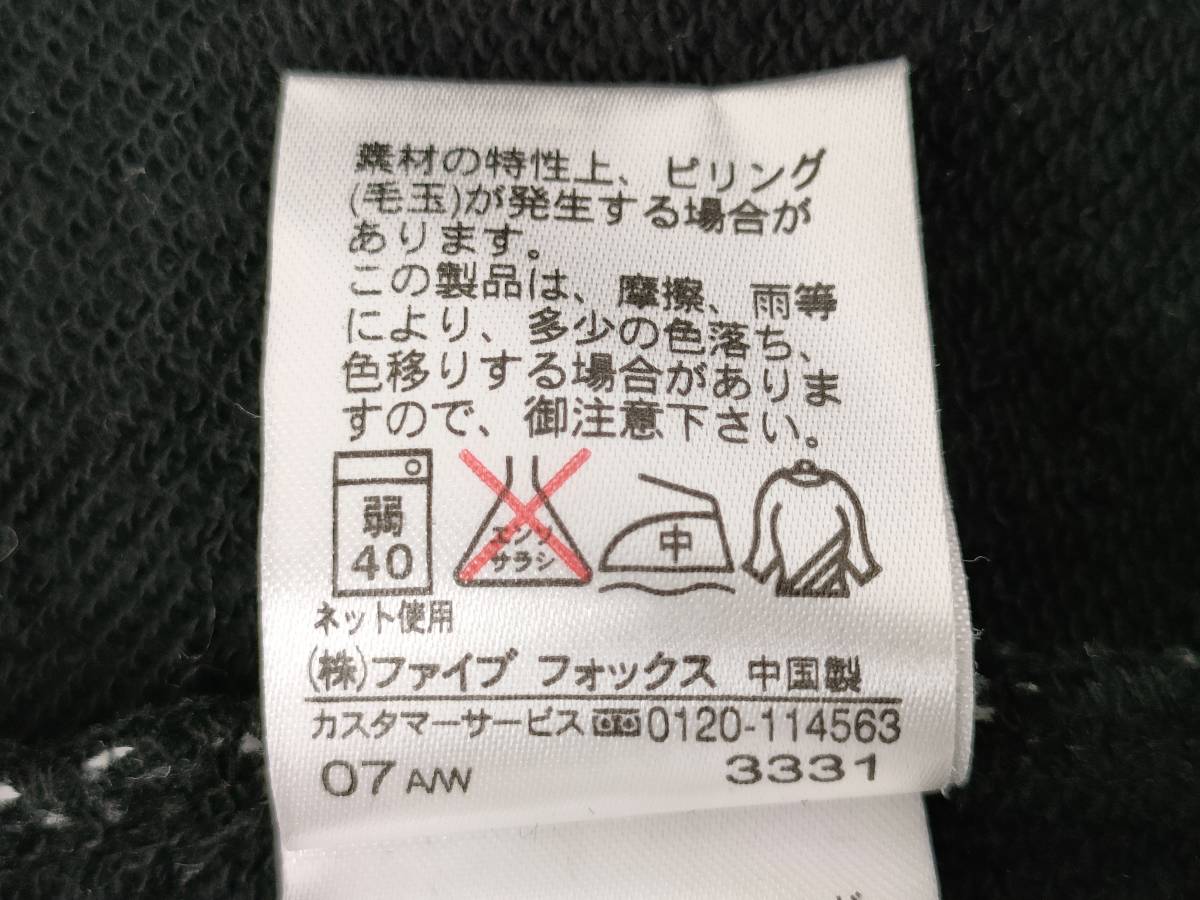 素材の特性上、ピリング
(毛玉)が発生する場合が
あります。
この製品は、摩擦、雨等
により、多少の色落ち、
色移りする場合がありま
すので、御注意下さい。
弱
40
エンソ
サラシ
中
ネット使用
(株)ファイブ フォックス 中国製
カスタマーサービス 0120-114563
07 A/W 3331